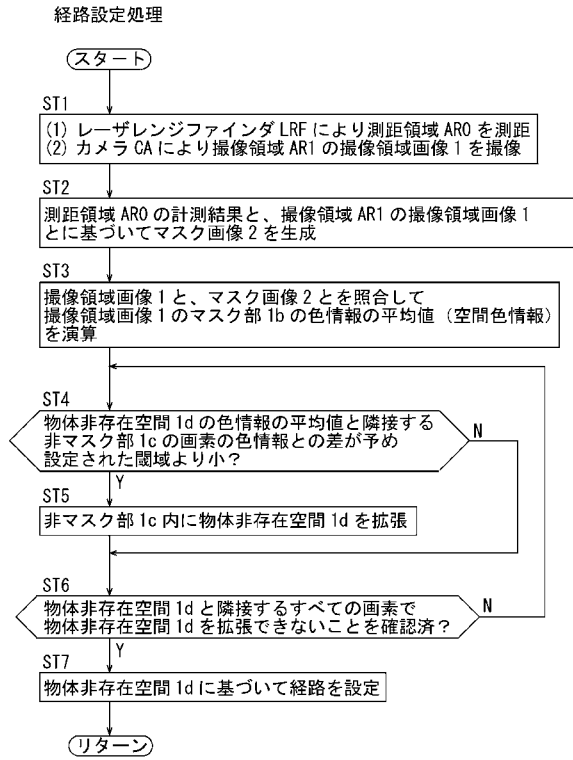 経路設定処理
スタート
ST1
(1) レーザレンジファインダ LRF により測距領域 AR0 を測距
(2) カメラ CA により撮像領域 AR1 の撮像領域画像 1 を撮像
ST2
測距領域 AR0 の計測結果と、撮像領域 AR1 の撮像領域画像 1
とに基づいてマスク画像 2 を生成
ST3
撮像領域画像 1 と、マスク画像 2 とを照合して
撮像領域画像 1 のマスク部 1b の色情報の平均値 (空間色情報)
を演算
ST4
物体非存在空間 1d の色情報の平均値と隣接する
非マスク部 1c の画素の色情報との差が予め
設定された閾域より小？
N
Y
ST5
非マスク部 1c 内に物体非存在空間 1d を拡張
ST6
物体非存在空間 1d と隣接するすべての画素で
物体非存在空間 1d を拡張できないことを確認済？
N
Y
ST7
物体非存在空間 1d に基づいて経路を設定
リターン